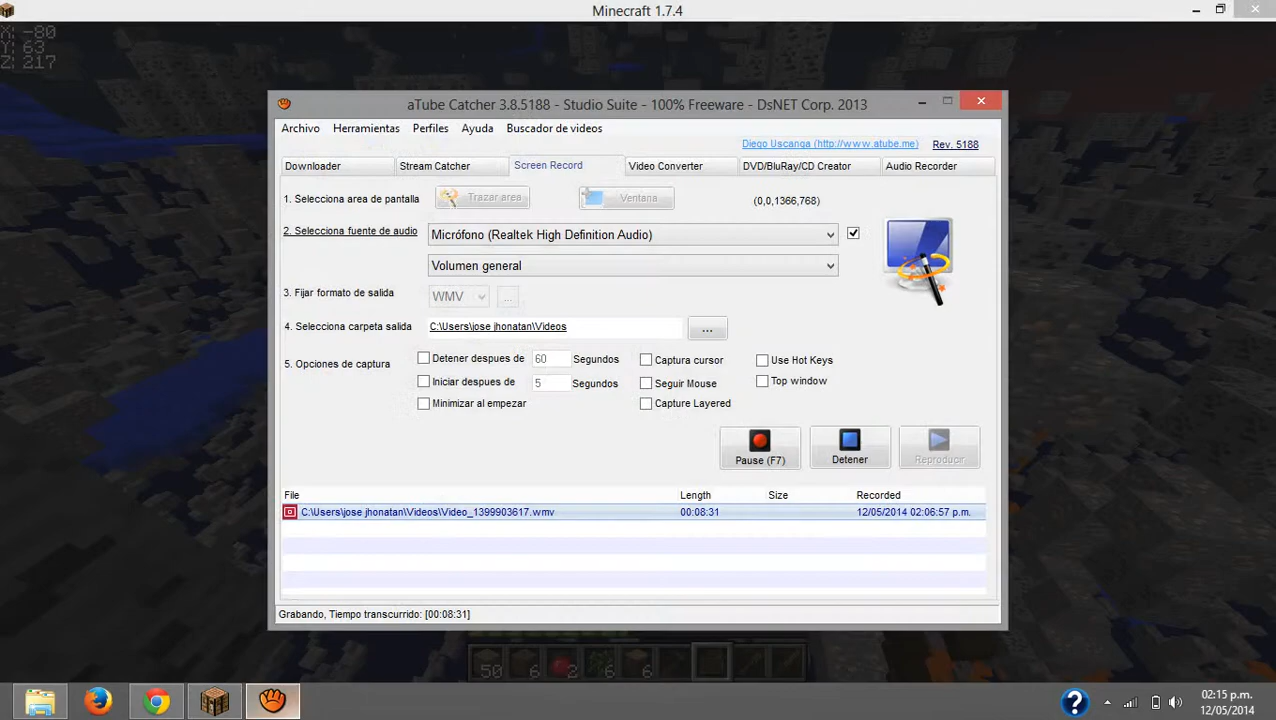 Minecraft 1.7.4
X: -80
Y: 63
Z: 217
aTube Catcher 3.8.5188 - Studio Suite - 100% Freeware - DsNET Corp. 2013
Archivo Herramientas Perfiles Ayuda Buscador de videos
Diego Uscanga (http://www.atube.me) Rev. 5188
Downloader Stream Catcher Screen Record Video Converter DVD/BluRay/CD Creator Audio Recorder
1. Selecciona area de pantalla Trazar area Ventana (0,0,1366,768)
2. Selecciona fuente de audio Micrófono (Realtek High Definition Audio)
Volumen general
3. Fijar formato de salida WMV ...
4. Selecciona carpeta salida C:\Users\jose jhonatan\Videos ...
5. Opciones de captura Detener despues de 60 Segundos Captura cursor Use Hot Keys
Iniciar despues de 5 Segundos Seguir Mouse Top window
Minimizar al empezar Capture Layered
Pause (F7) Detener Reproducir
File Length Size Recorded
C:\Users\jose jhonatan\Videos\Video_1399903617.wmv 00:08:31 12/05/2014 02:06:57 p.m.
Grabando, Tiempo transcurrido: [00:08:31]
50 6 2 6 6
02:15 p.m.
12/05/2014